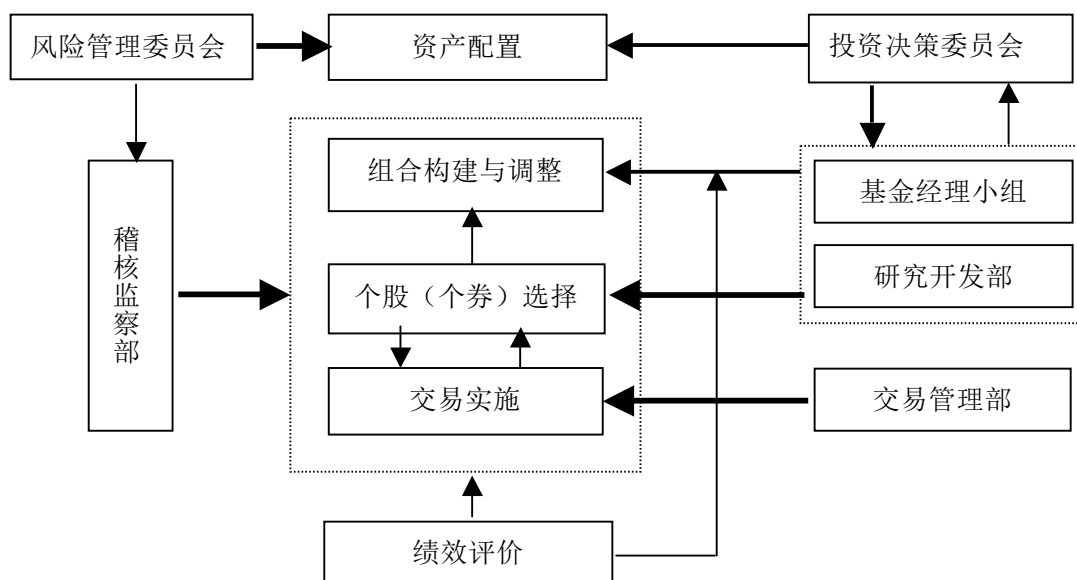 风险管理委员会
资产配置
投资决策委员会
组合构建与调整
基金经理小组
稽核监察部
个股（个券）选择
研究开发部
交易实施
交易管理部
绩效评价